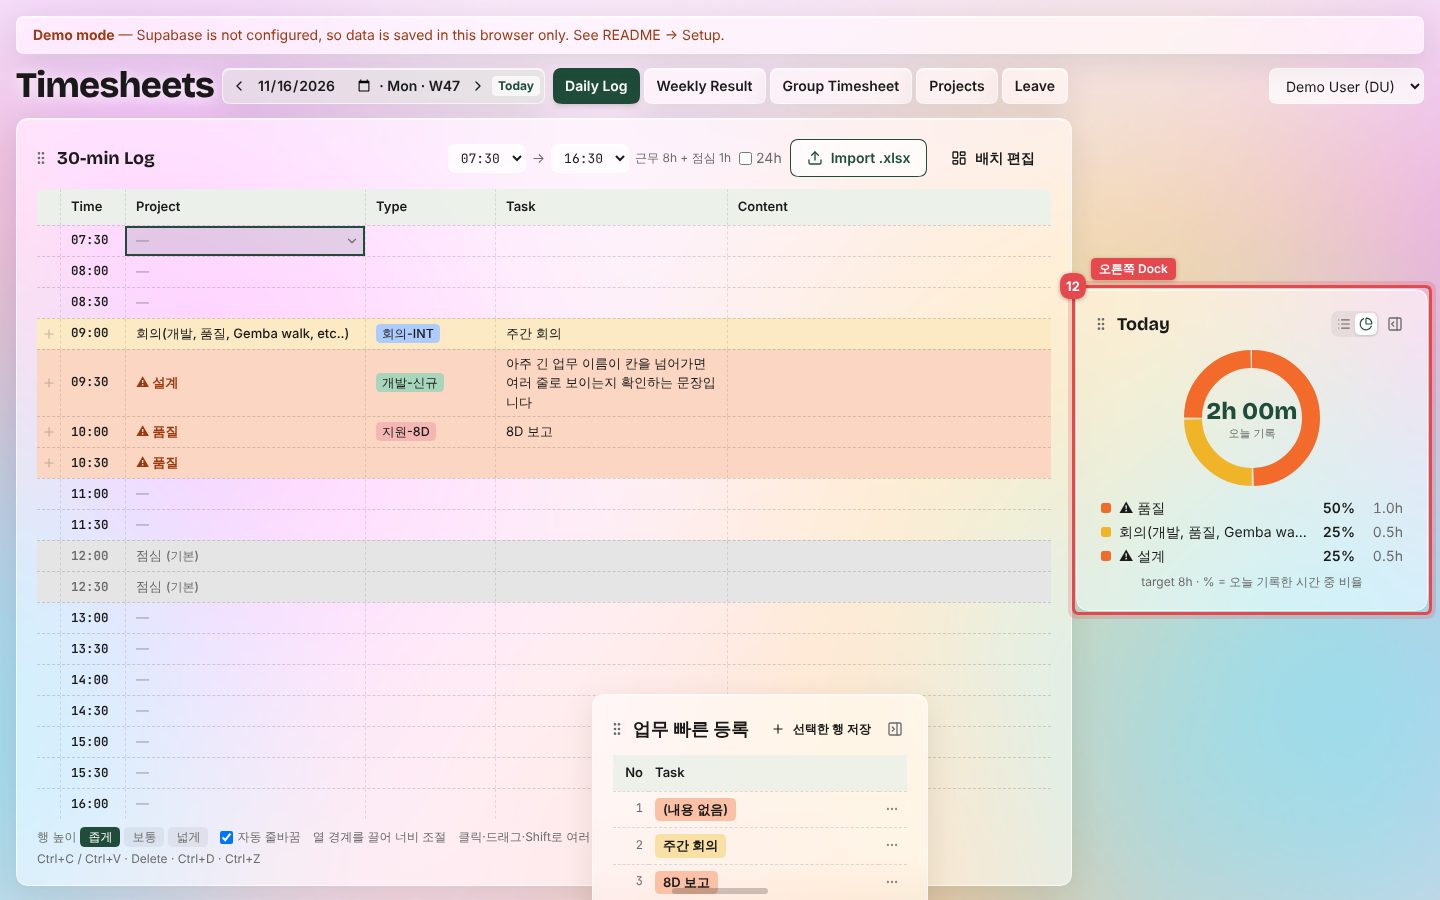 Demo mode — Supabase is not configured, so data is saved in this browser only. See README → Setup.
Timesheets
11/16/2026 · Mon · W47 Today
Daily Log
Weekly Result
Group Timesheet
Projects
Leave
Demo User (DU)
30-min Log
07:30 → 16:30 근무 8h + 점심 1h 24h
Import .xlsx
배치 편집
Time Project Type Task Content
07:30 —
08:00 —
08:30 —
+ 09:00 회의(개발, 품질, Gemba walk, etc..) 회의-INT 주간 회의
+ 09:30 ⚠ 설계 개발-신규 아주 긴 업무 이름이 칸을 넘어가면
여러 줄로 보이는지 확인하는 문장입
니다
+ 10:00 ⚠ 품질 지원-8D 8D 보고
+ 10:30 ⚠ 품질
11:00 —
11:30 —
12:00 점심 (기본)
12:30 점심 (기본)
13:00 —
13:30 —
14:00 —
14:30 —
15:00 —
15:30 —
16:00 —
행 높이 좁게 보통 넓게 자동 줄바꿈 열 경계를 끌어 너비 조절 클릭·드래그·Shift로 여러
Ctrl+C / Ctrl+V · Delete · Ctrl+D · Ctrl+Z
업무 빠른 등록
+ 선택한 행 저장
No Task
1 (내용 없음) ···
2 주간 회의 ···
3 8D 보고 ···
오른쪽 Dock
12
Today
2h 00m
오늘 기록
⚠ 품질 50% 1.0h
회의(개발, 품질, Gemba wa... 25% 0.5h
⚠ 설계 25% 0.5h
target 8h · % = 오늘 기록한 시간 중 비율